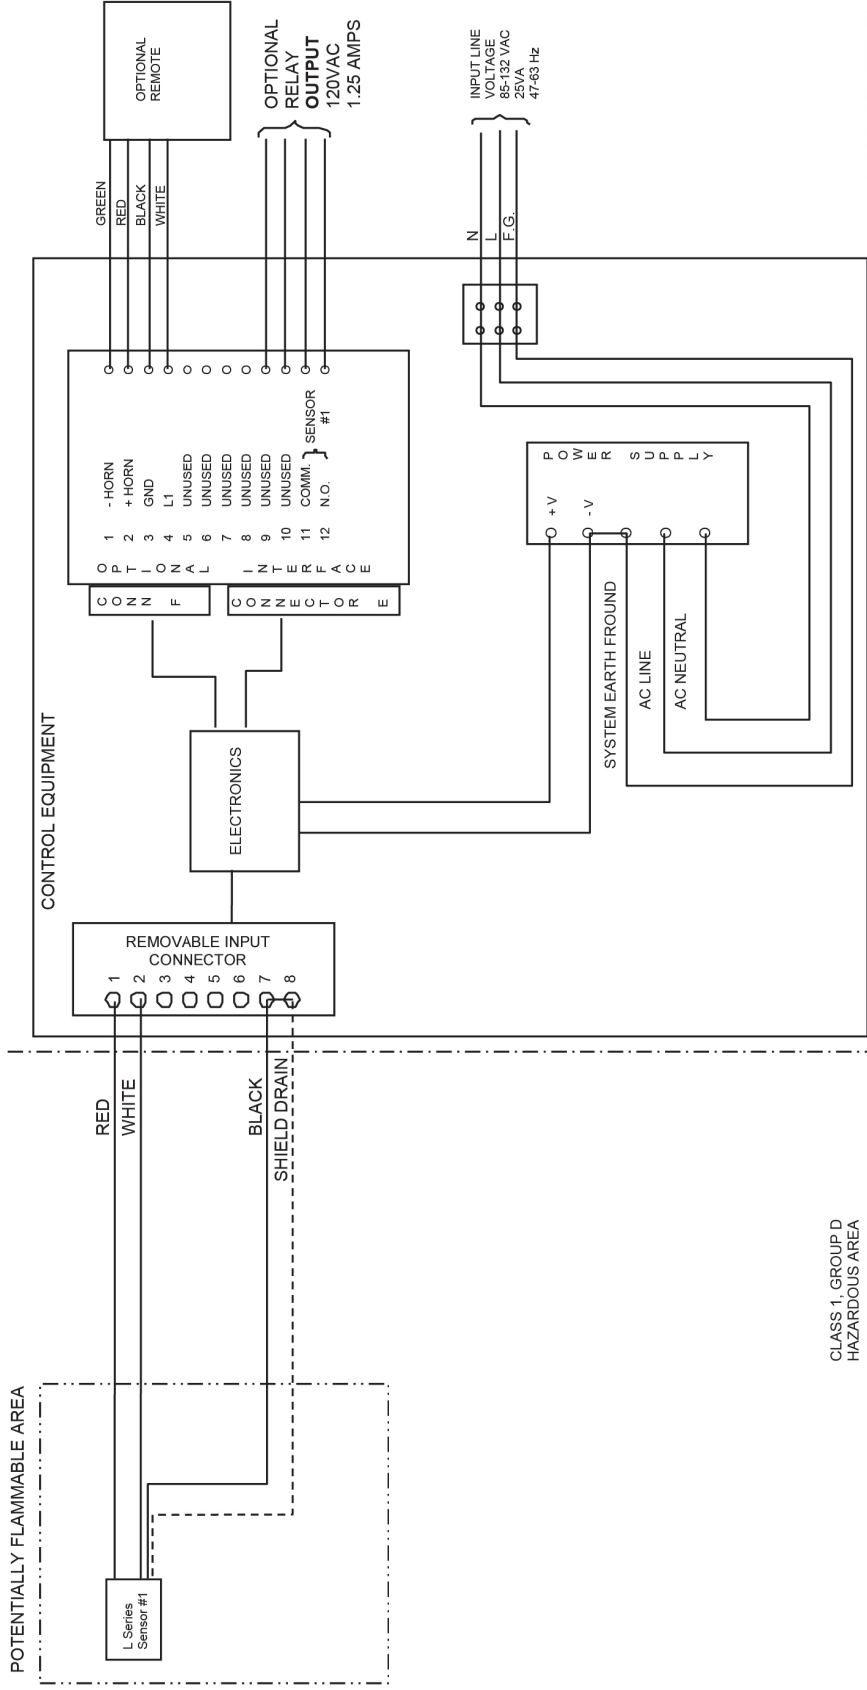 POTENTIALLY FLAMMABLE AREA
L Series
Sensor #1
CLASS 1, GROUP D
HAZARDOUS AREA
RED
WHITE
BLACK
SHIELD DRAIN
CONTROL EQUIPMENT
REMOVABLE INPUT
CONNECTOR
1
2
3
4
5
6
7
8
ELECTRONICS
CONN F
CONNECTOR E
OPTIONAL INTERFACE
1 - HORN
2 + HORN
3 GND
4 L1
5 UNUSED
6 UNUSED
7 UNUSED
8 UNUSED
9 UNUSED
10 UNUSED
11 COMM.
12 N.O.
SENSOR
#1
GREEN
RED
BLACK
WHITE
OPTIONAL
REMOTE
OPTIONAL
RELAY
OUTPUT
120VAC
1.25 AMPS
SYSTEM EARTH FROUND
AC LINE
AC NEUTRAL
+ V
- V
POWER SUPPLY
N
L
F.G.
INPUT LINE
VOLTAGE
85-132 VAC
25VA
47-63 Hz